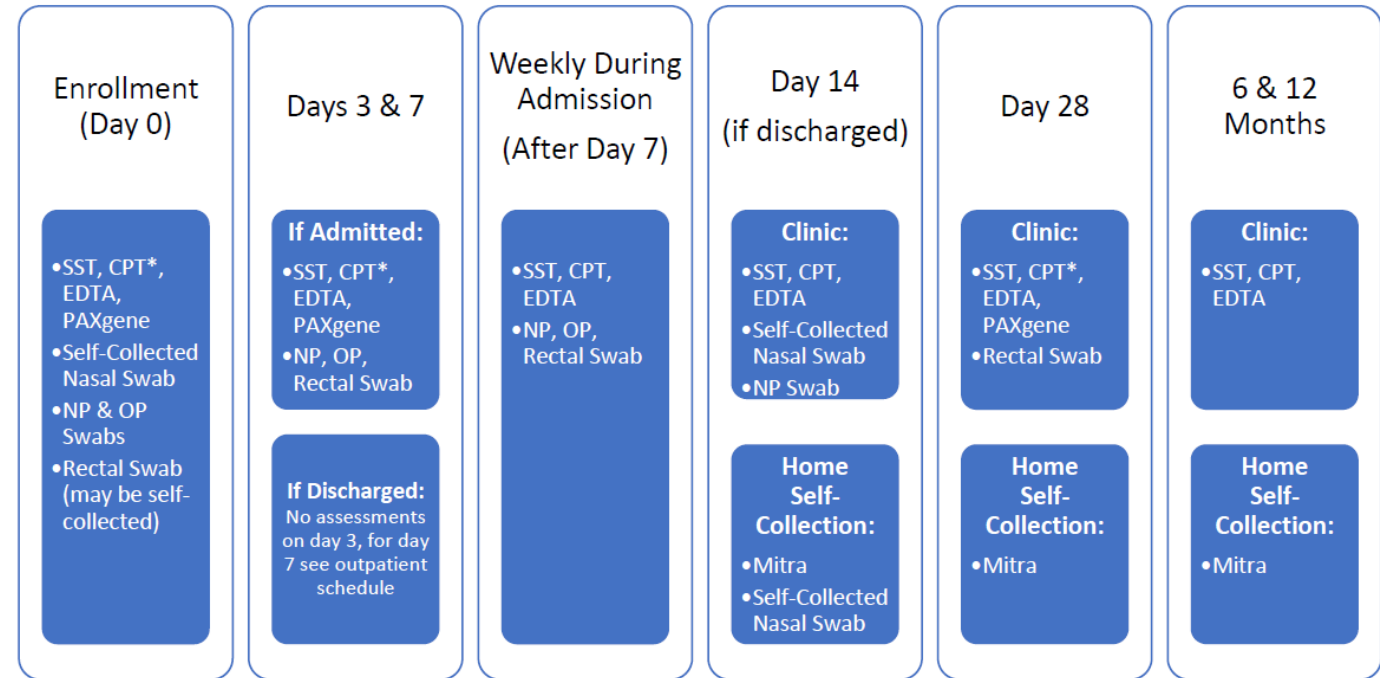 Enrollment
(Day 0)
•SST, CPT*,
EDTA,
PAXgene
•Self-Collected
Nasal Swab
•NP & OP
Swabs
•Rectal Swab
(may be self-
collected)
Days 3 & 7
If Admitted:
•SST, CPT*,
EDTA,
PAXgene
•NP, OP,
Rectal Swab
If Discharged:
No assessments
on day 3, for day
7 see outpatient
schedule
Weekly During
Admission
(After Day 7)
•SST, CPT,
EDTA
•NP, OP,
Rectal Swab
Day 14
(if discharged)
Clinic:
•SST, CPT,
EDTA
•Self-Collected
Nasal Swab
•NP Swab
Home
Self-
Collection:
•Mitra
•Self-Collected
Nasal Swab
Day 28
Clinic:
•SST, CPT*,
EDTA,
PAXgene
•Rectal Swab
Home
Self-
Collection:
•Mitra
6 & 12
Months
Clinic:
•SST, CPT,
EDTA
Home
Self-
Collection:
•Mitra